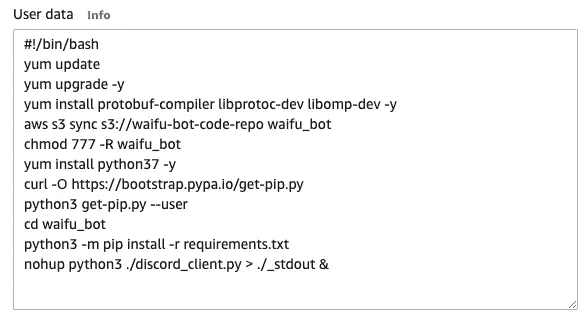 User data Info
#!/bin/bash
yum update
yum upgrade -y
yum install protobuf-compiler libprotoc-dev libomp-dev -y
aws s3 sync s3://waifu-bot-code-repo waifu_bot
chmod 777 -R waifu_bot
yum install python37 -y
curl -O https://bootstrap.pypa.io/get-pip.py
python3 get-pip.py --user
cd waifu_bot
python3 -m pip install -r requirements.txt
nohup python3 ./discord_client.py > ./_stdout &